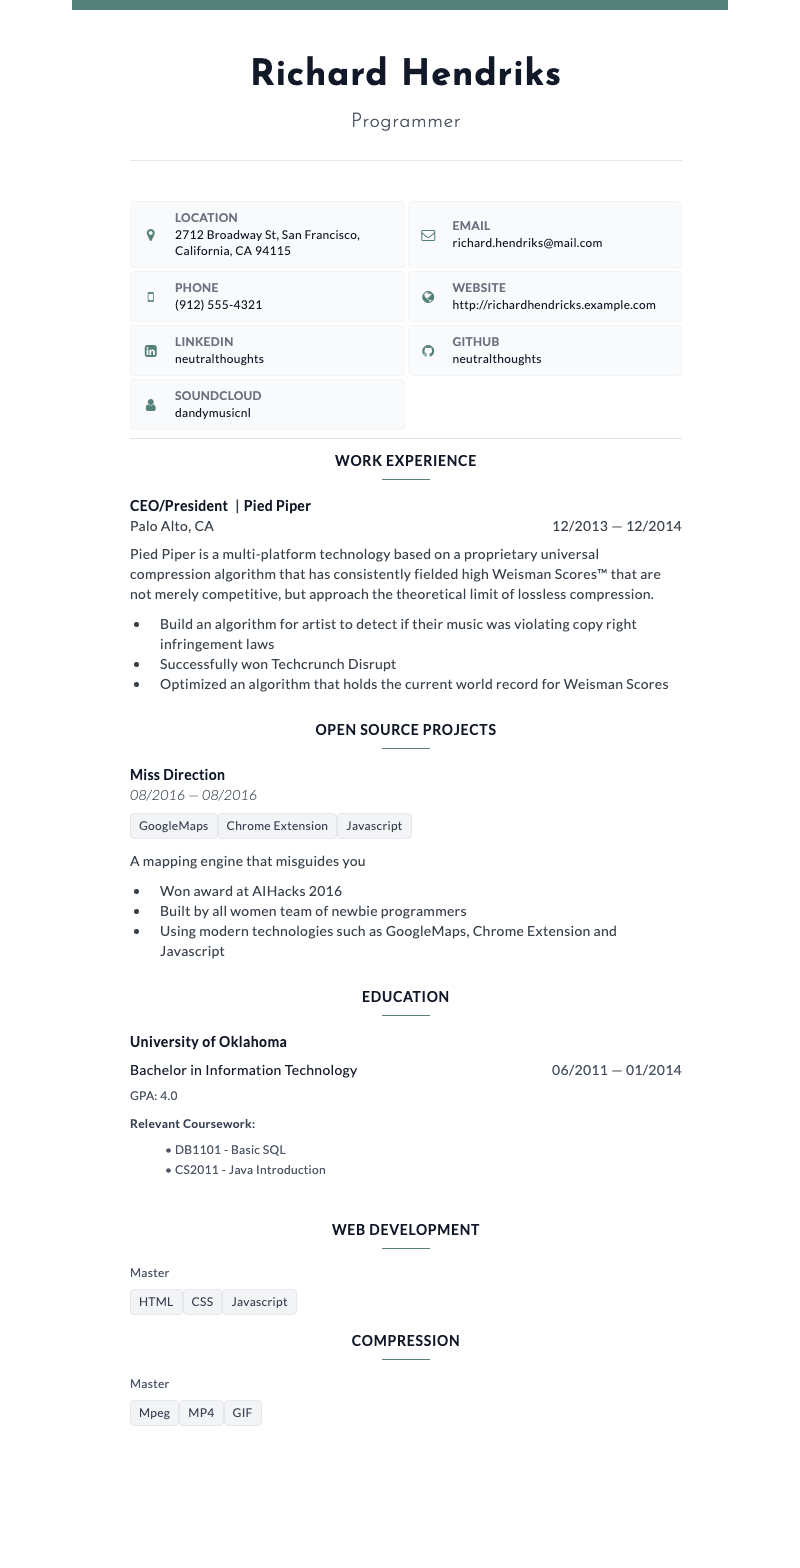 Richard Hendriks
Programmer
LOCATION
2712 Broadway St, San Francisco,
California, CA 94115
EMAIL
richard.hendriks@mail.com
PHONE
(912) 555-4321
WEBSITE
http://richardhendricks.example.com
LINKEDIN
neutralthoughts
GITHUB
neutralthoughts
SOUNDCLOUD
dandymusicnl
WORK EXPERIENCE
CEO/President | Pied Piper
Palo Alto, CA 12/2013 — 12/2014
Pied Piper is a multi-platform technology based on a proprietary universal
compression algorithm that has consistently fielded high Weisman Scores™ that are
not merely competitive, but approach the theoretical limit of lossless compression.
• Build an algorithm for artist to detect if their music was violating copy right
infringement laws
• Successfully won Techcrunch Disrupt
• Optimized an algorithm that holds the current world record for Weisman Scores
OPEN SOURCE PROJECTS
Miss Direction
08/2016 — 08/2016
GoogleMaps Chrome Extension Javascript
A mapping engine that misguides you
• Won award at AIHacks 2016
• Built by all women team of newbie programmers
• Using modern technologies such as GoogleMaps, Chrome Extension and
Javascript
EDUCATION
University of Oklahoma
Bachelor in Information Technology 06/2011 — 01/2014
GPA: 4.0
Relevant Coursework:
• DB1101 - Basic SQL
• CS2011 - Java Introduction
WEB DEVELOPMENT
Master
HTML CSS Javascript
COMPRESSION
Master
Mpeg MP4 GIF